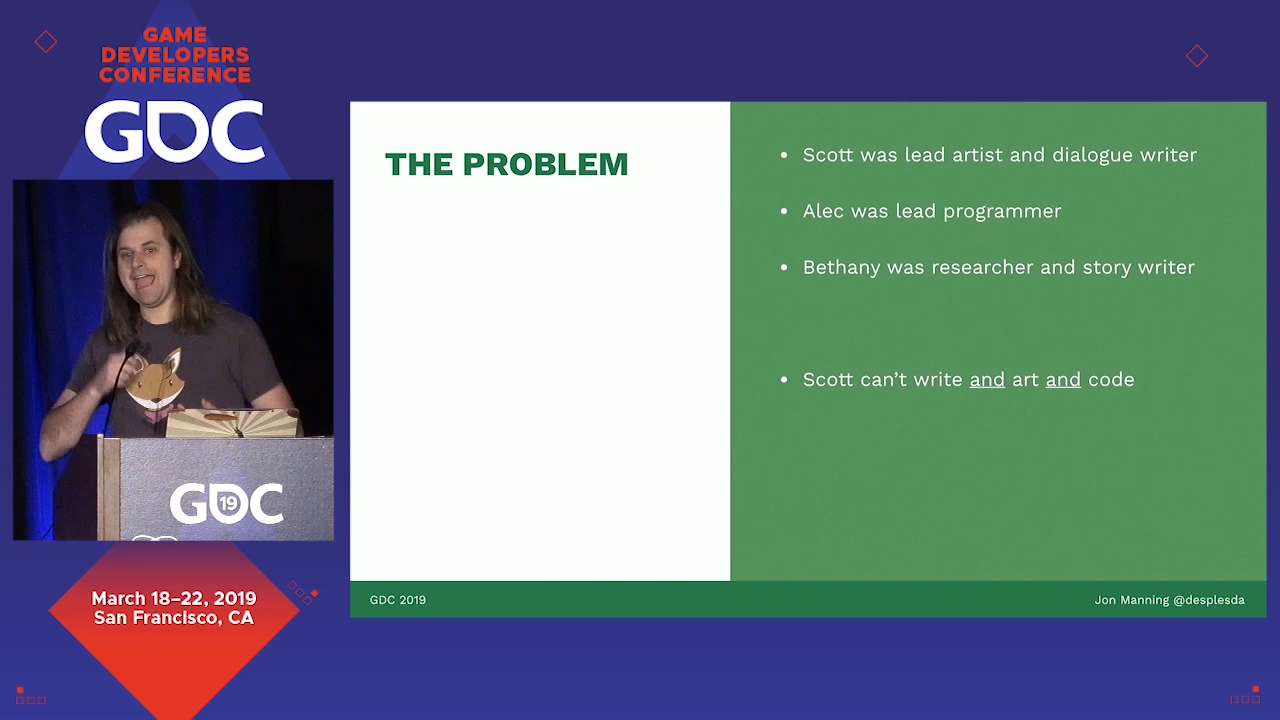 GAME
DEVELOPERS
CONFERENCE
GDC
THE PROBLEM
• Scott was lead artist and dialogue writer
• Alec was lead programmer
• Bethany was researcher and story writer
• Scott can’t write and art and code
GDC 19
March 18–22, 2019
San Francisco, CA
GDC 2019
Jon Manning @desplesda